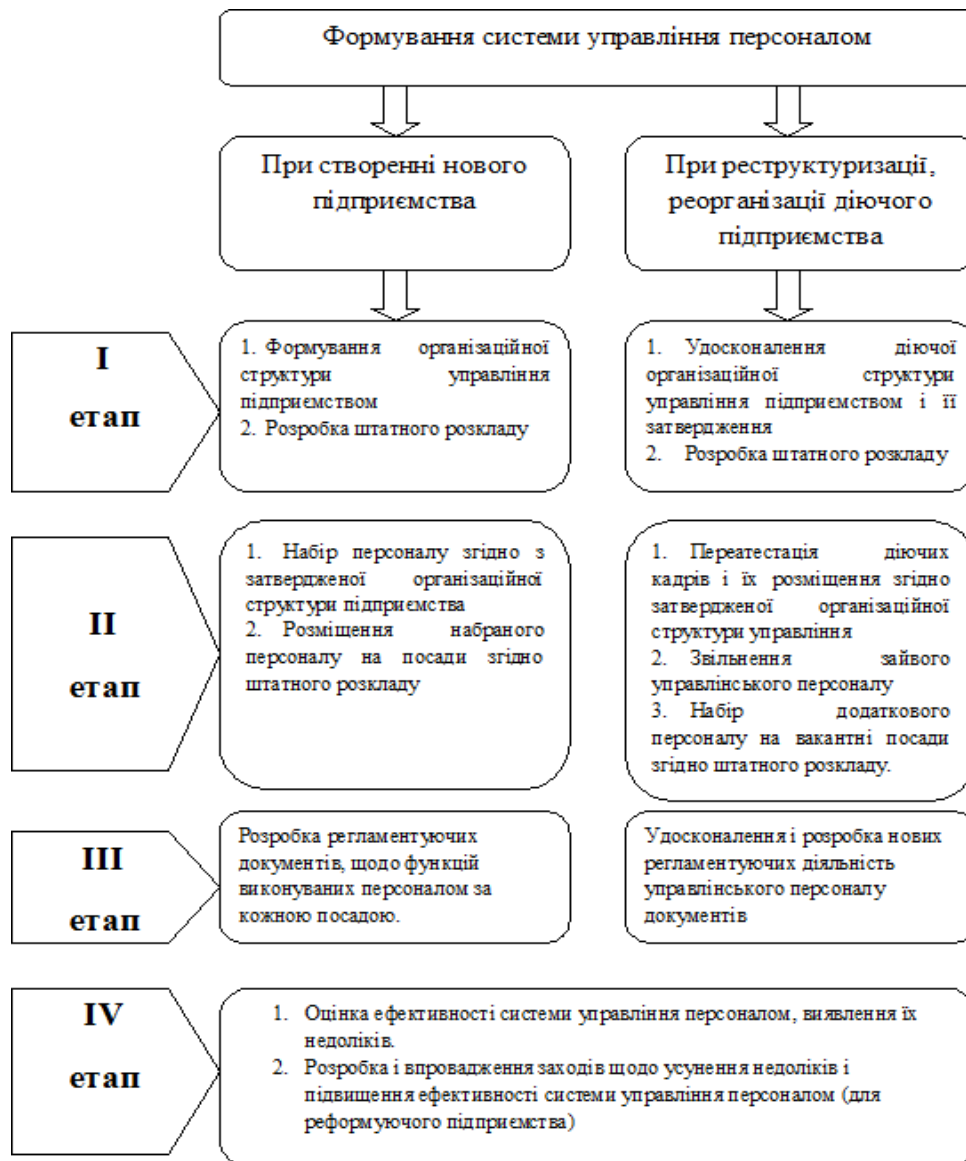 Формування системи управління персоналом
При створенні нового
підприємства
При реструктуризації,
реорганізації діючого
підприємства
I
етап
1. Формування організаційної
структури управління
підприємством
2. Розробка штатного розкладу
1. Удосконалення діючої
організаційної структури
управління підприємством і її
затвердження
2. Розробка штатного розкладу
II
етап
1. Набір персоналу згідно з
затвердженої організаційної
структури підприємства
2. Розміщення набраного
персоналу на посади згідно
штатного розкладу
1. Переатестація діючих
кадрів і їх розміщення згідно
затвердженої організаційної
структури управління
2. Звільнення зайвого
управлінського персоналу
3. Набір додаткового
персоналу на вакантні посади
згідно штатного розкладу.
III
етап
Розробка регламентуючих
документів, щодо функцій
виконуваних персоналом за
кожною посадою.
Удосконалення і розробка нових
регламентуючих діяльність
управлінського персоналу
документів
IV
етап
1. Оцінка ефективності системи управління персоналом, виявлення їх
недоліків.
2. Розробка і впровадження заходів щодо усунення недоліків і
підвищення ефективності системи управління персоналом (для
реформуючого підприємства)